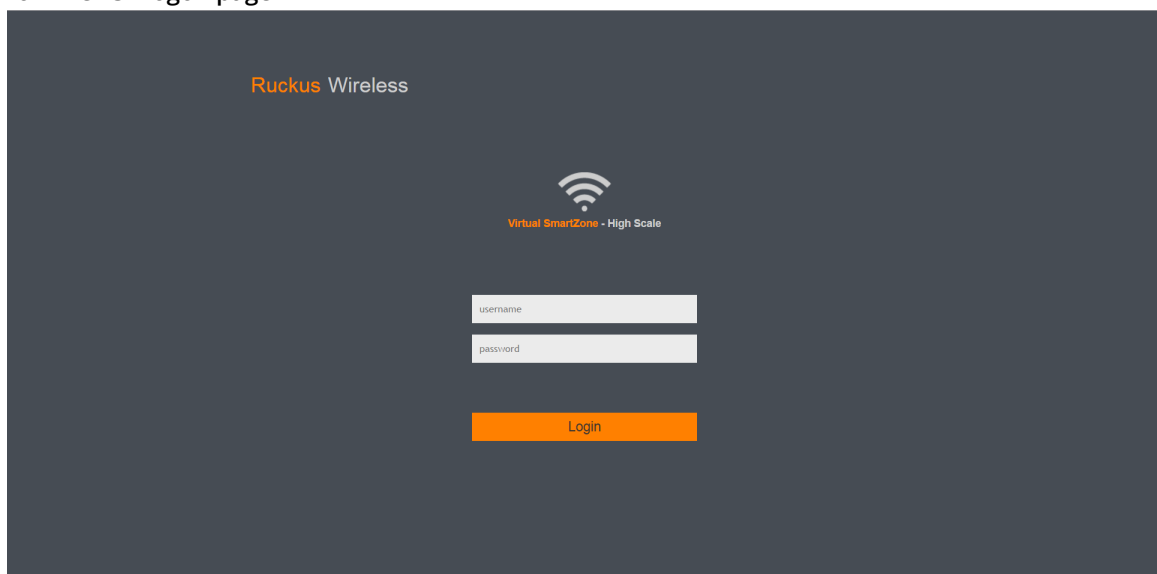 Ruckus Wireless
Virtual SmartZone - High Scale
username
password
Login